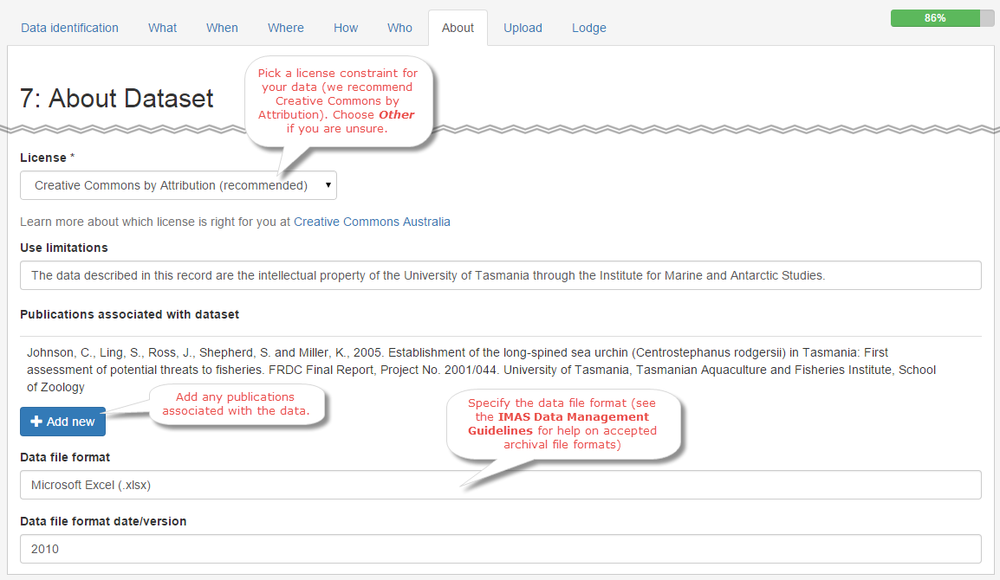 Data identification What When Where How Who About Upload Lodge 86%
7: About Dataset
Pick a license constraint for
your data (we recommend
Creative Commons by
Attribution). Choose Other
if you are unsure.
License *
Creative Commons by Attribution (recommended)
Learn more about which license is right for you at Creative Commons Australia
Use limitations
The data described in this record are the intellectual property of the University of Tasmania through the Institute for Marine and Antarctic Studies.
Publications associated with dataset
Johnson, C., Ling, S., Ross, J., Shepherd, S. and Miller, K., 2005. Establishment of the long-spined sea urchin (Centrostephanus rodgersii) in Tasmania: First
assessment of potential threats to fisheries. FRDC Final Report, Project No. 2001/044. University of Tasmania, Tasmanian Aquaculture and Fisheries Institute, School
of Zoology
Add new
Add any publications
associated with the data.
Specify the data file format (see
the IMAS Data Management
Guidelines for help on accepted
archival file formats)
Data file format
Microsoft Excel (.xlsx)
Data file format date/version
2010